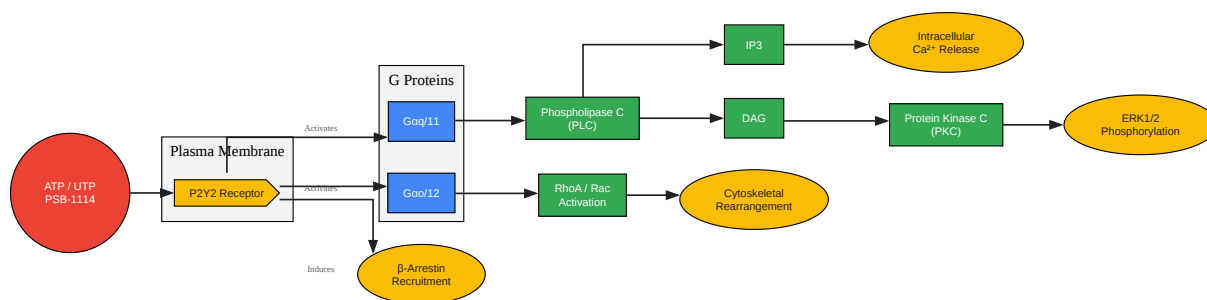 Intracellular
Ca²⁺ Release
IP3
G Proteins
Gαq/11
Phospholipase C
(PLC)
DAG
Protein Kinase C
(PKC)
ERK1/2
Phosphorylation
Activates
Plasma Membrane
ATP / UTP
PSB-1114
P2Y2 Receptor
Activates
Gαo/12
RhoA / Rac
Activation
Cytoskeletal
Rearrangement
Induces
β-Arrestin
Recruitment